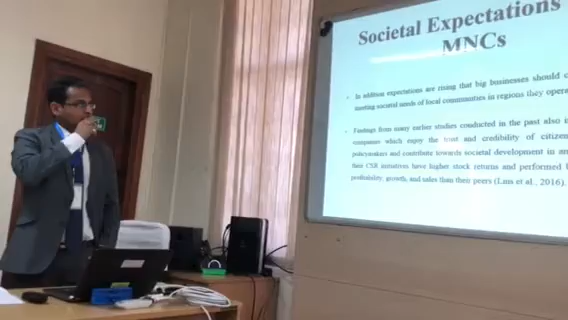 Societal Expectations
MNCs
In addition expectations are rising that big businesses should
meeting societal needs of local communities in regions they opera
Findings from many earlier studies conducted in the past also
companies which enjoy the trust and credibility of citizen
policymakers and contribute towards societal development in
their CSR initiatives have higher stock returns and performed
profitability, growth, and sales than their peers (Lins et al., 2016).